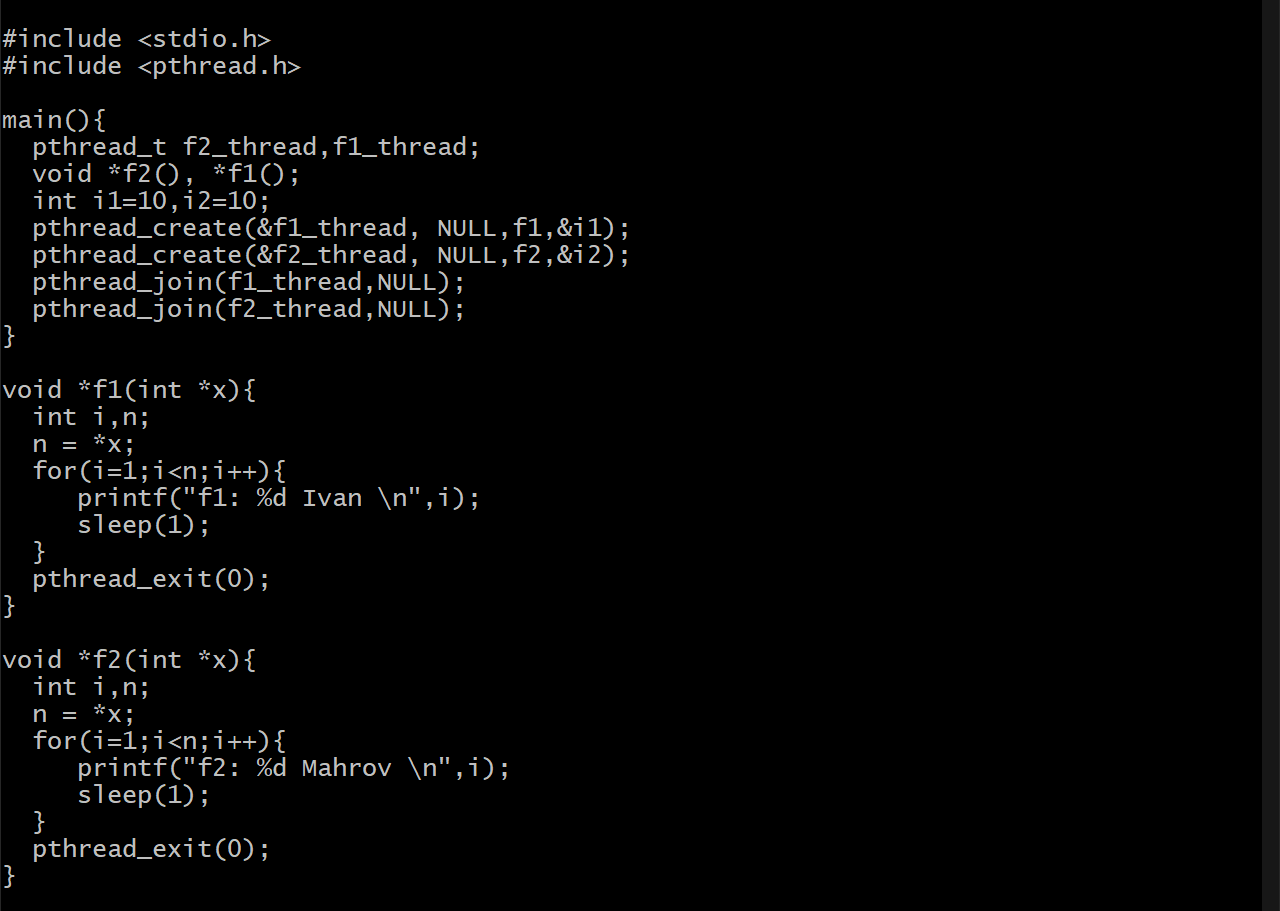 #include <stdio.h>
#include <pthread.h>

main(){
  pthread_t f2_thread,f1_thread;
  void *f2(), *f1();
  int i1=10,i2=10;
  pthread_create(&f1_thread, NULL,f1,&i1);
  pthread_create(&f2_thread, NULL,f2,&i2);
  pthread_join(f1_thread,NULL);
  pthread_join(f2_thread,NULL);
}

void *f1(int *x){
  int i,n;
  n = *x;
  for(i=1;i<n;i++){
     printf("f1: %d Ivan \n",i);
     sleep(1);
  }
  pthread_exit(0);
}

void *f2(int *x){
  int i,n;
  n = *x;
  for(i=1;i<n;i++){
     printf("f2: %d Mahrov \n",i);
     sleep(1);
  }
  pthread_exit(0);
}